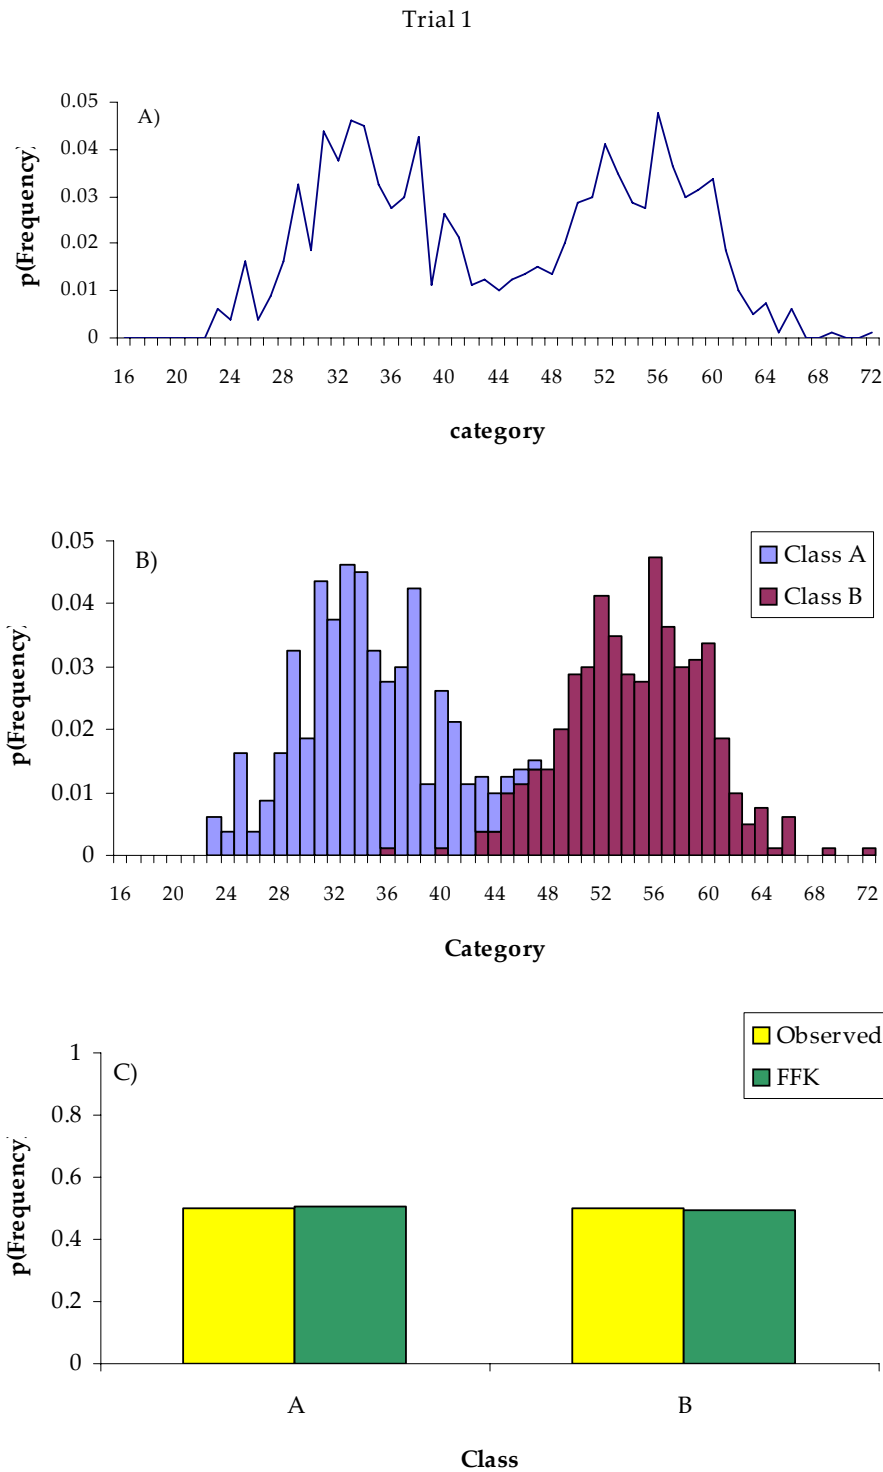 Trial 1
A)
0.05
0.04
0.03
0.02
0.01
0
p(Frequency)
16 20 24 28 32 36 40 44 48 52 56 60 64 68 72
category
B)
Class A
Class B
0.05
0.04
0.03
0.02
0.01
0
p(Frequency)
16 20 24 28 32 36 40 44 48 52 56 60 64 68 72
Category
Observed
FFK
C)
1
0.8
0.6
0.4
0.2
0
p(Frequency)
A B
Class